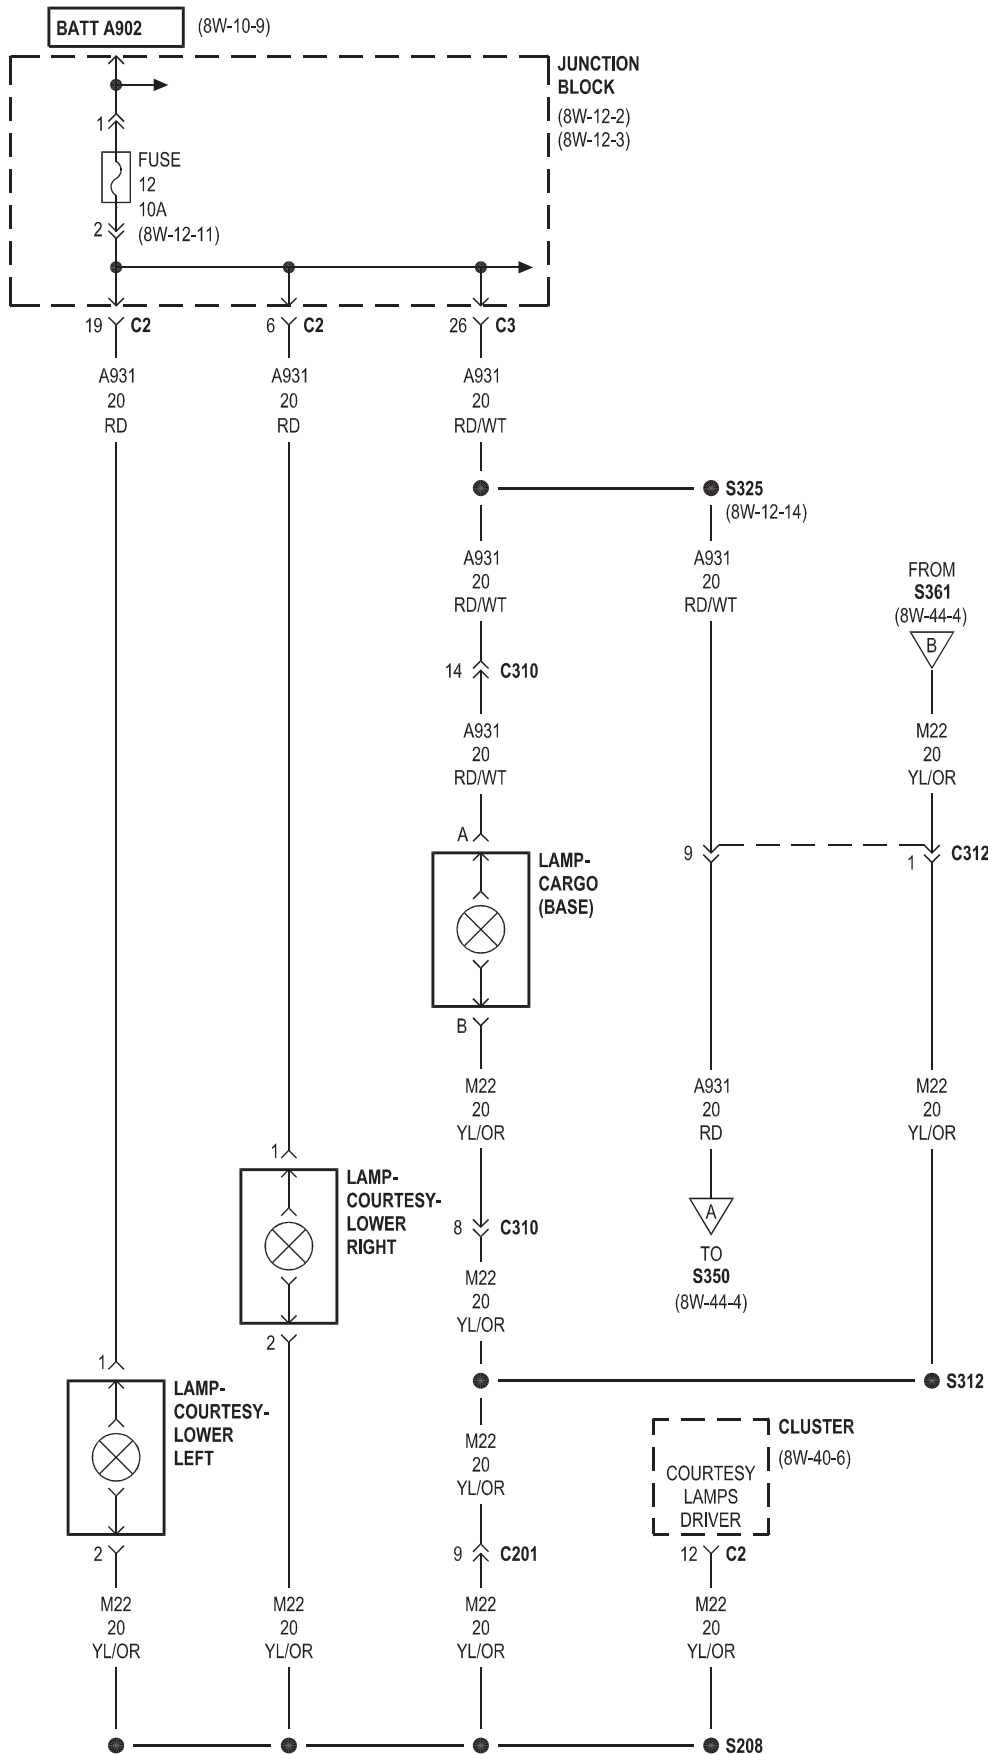 BATT A902 (8W-10-9)
JUNCTION
BLOCK
(8W-12-2)
(8W-12-3)
1
FUSE
12
10A
2 (8W-12-11)
19 C2 6 C2 26 C3
A931 A931 A931
20 20 20
RD RD RD/WT
S325
(8W-12-14)
A931 A931
20 20
RD/WT RD/WT
FROM
S361
(8W-44-4)
B
14 C310
A931
20
RD/WT
M22
20
YL/OR
A
9 1 C312
LAMP-
CARGO
(BASE)
B
M22 A931 M22
20 20 20
YL/OR RD YL/OR
1
LAMP-
COURTESY-
LOWER
RIGHT
2
8 C310
A
TO
S350
(8W-44-4)
M22
20
YL/OR
S312
1
LAMP-
COURTESY-
LOWER
LEFT
2
M22
20
YL/OR
CLUSTER
(8W-40-6)
COURTESY
LAMPS
DRIVER
9 C201 12 C2
M22 M22 M22 M22
20 20 20 20
YL/OR YL/OR YL/OR YL/OR
S208